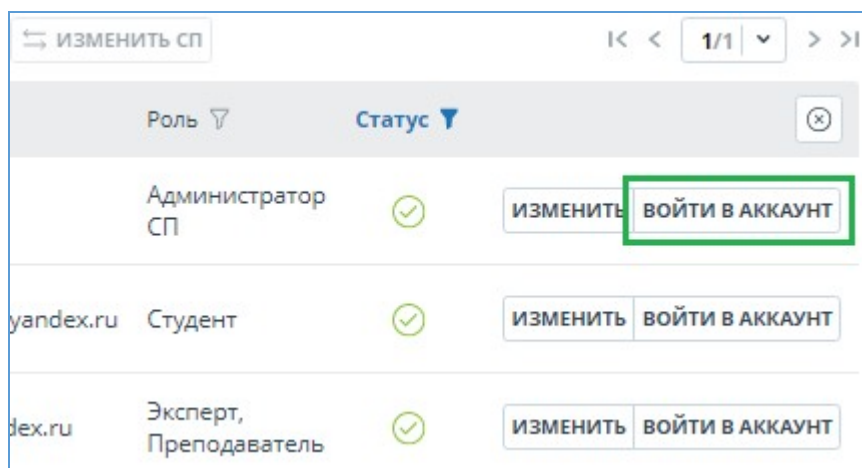 ИЗМЕНИТЬ СП
1/1
Роль
Статус
Администратор
СП
ИЗМЕНИТЬ
ВОЙТИ В АККАУНТ
yandex.ru
Студент
ИЗМЕНИТЬ
ВОЙТИ В АККАУНТ
dex.ru
Эксперт,
Преподаватель
ИЗМЕНИТЬ
ВОЙТИ В АККАУНТ